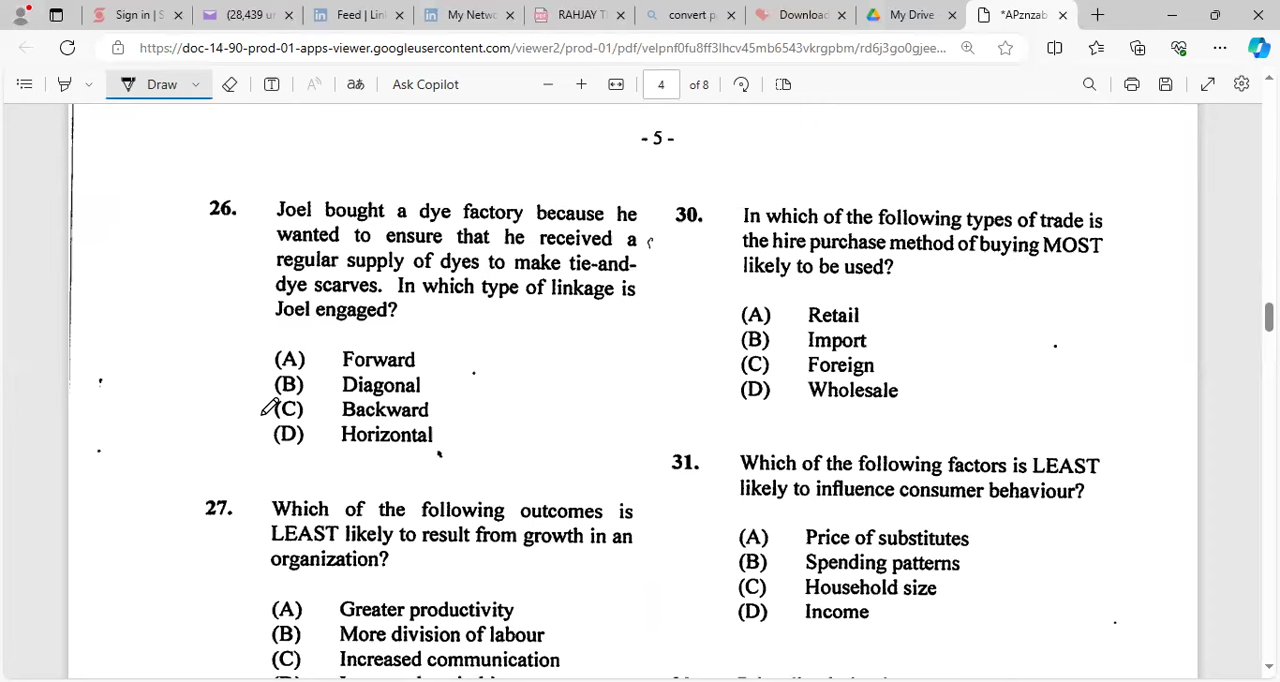 Sign in | S
(28,439 u
Feed | Lin
My Netwo
RAHJAY T
convert p
Download
My Drive
*APznzab
https://doc-14-90-prod-01-apps-viewer.googleusercontent.com/viewer2/prod-01/pdf/velpnf0fu8ff3lhcv45mb6543vkrgpbm/rd6j3go0gjee...
Draw
Ask Copilot
4 of 8
- 5 -
26. Joel bought a dye factory because he
wanted to ensure that he received a
regular supply of dyes to make tie-and-
dye scarves. In which type of linkage is
Joel engaged?
(A) Forward
(B) Diagonal
(C) Backward
(D) Horizontal
27. Which of the following outcomes is
LEAST likely to result from growth in an
organization?
(A) Greater productivity
(B) More division of labour
(C) Increased communication
30. In which of the following types of trade is
the hire purchase method of buying MOST
likely to be used?
(A) Retail
(B) Import
(C) Foreign
(D) Wholesale
31. Which of the following factors is LEAST
likely to influence consumer behaviour?
(A) Price of substitutes
(B) Spending patterns
(C) Household size
(D) Income